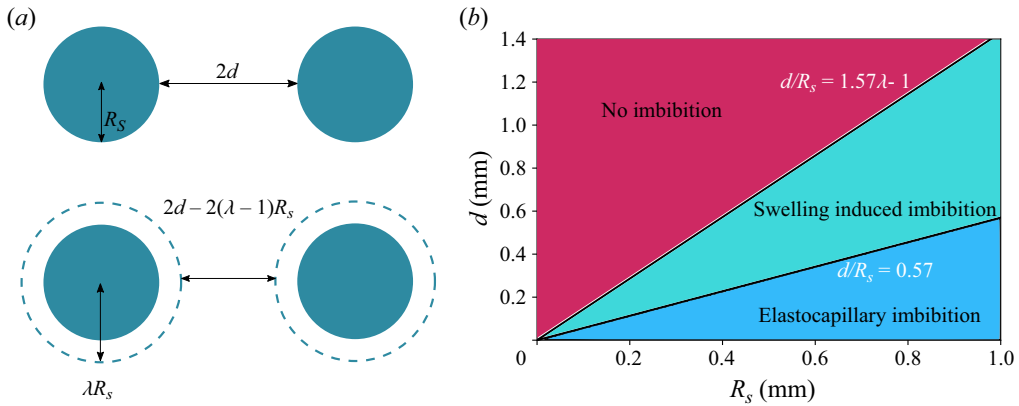 (a)
2d
R_S
2d – 2(λ – 1)R_s
λR_s
(b)
1.4
1.2
1.0
0.8
0.6
0.4
0.2
0
0.2
0.4
0.6
0.8
1.0
d (mm)
R_s (mm)
d/R_s = 1.57λ- 1
No imbibition
Swelling induced imbibition
d/R_s = 0.57
Elastocapillary imbibition